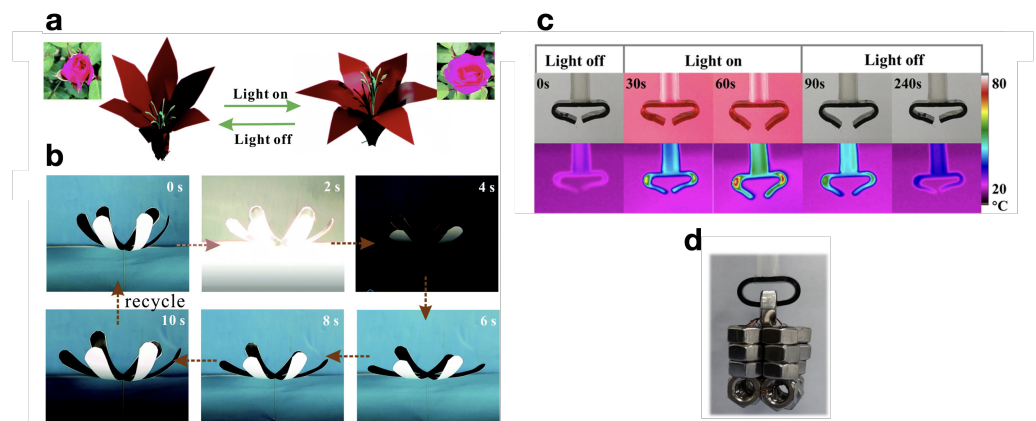 a
Light on
Light off
b
0 s
2 s
4 s
recycle
10 s
8 s
6 s
c
Light off
Light on
Light off
0s
30s
60s
90s
240s
80
20
°C
d